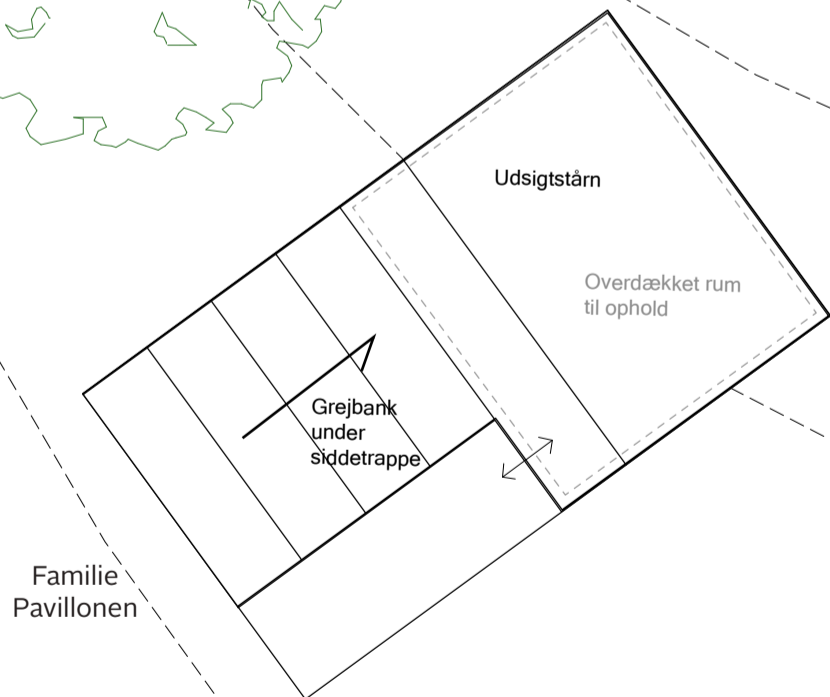 Udsigtstårn
Overdækket rum
til ophold
Grejbank
under
siddetrappe
Familie
Pavillonen